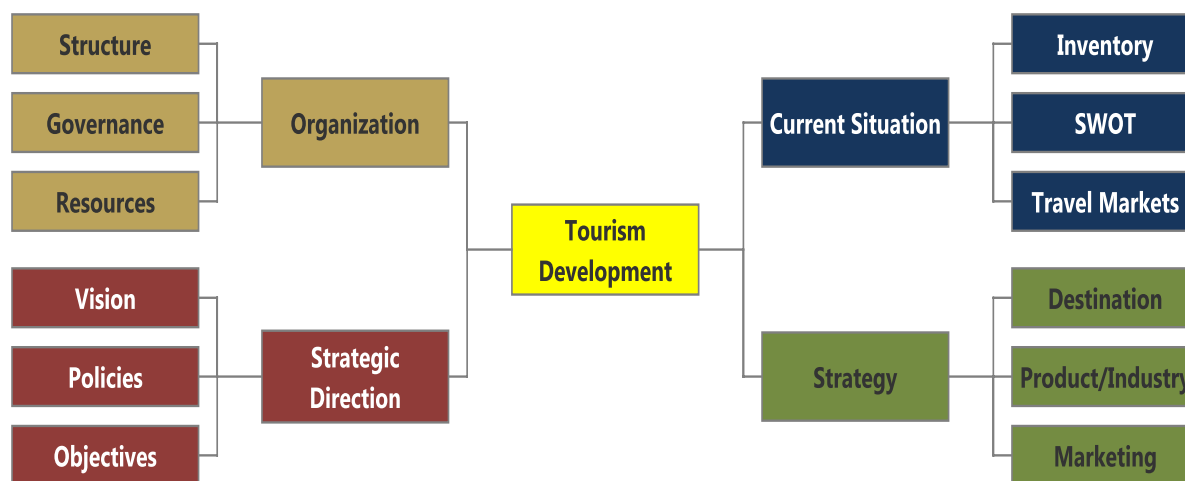 Structure
Governance
Resources
Organization
Vision
Policies
Objectives
Strategic
Direction
Tourism
Development
Current Situation
Inventory
SWOT
Travel Markets
Strategy
Destination
Product/Industry
Marketing